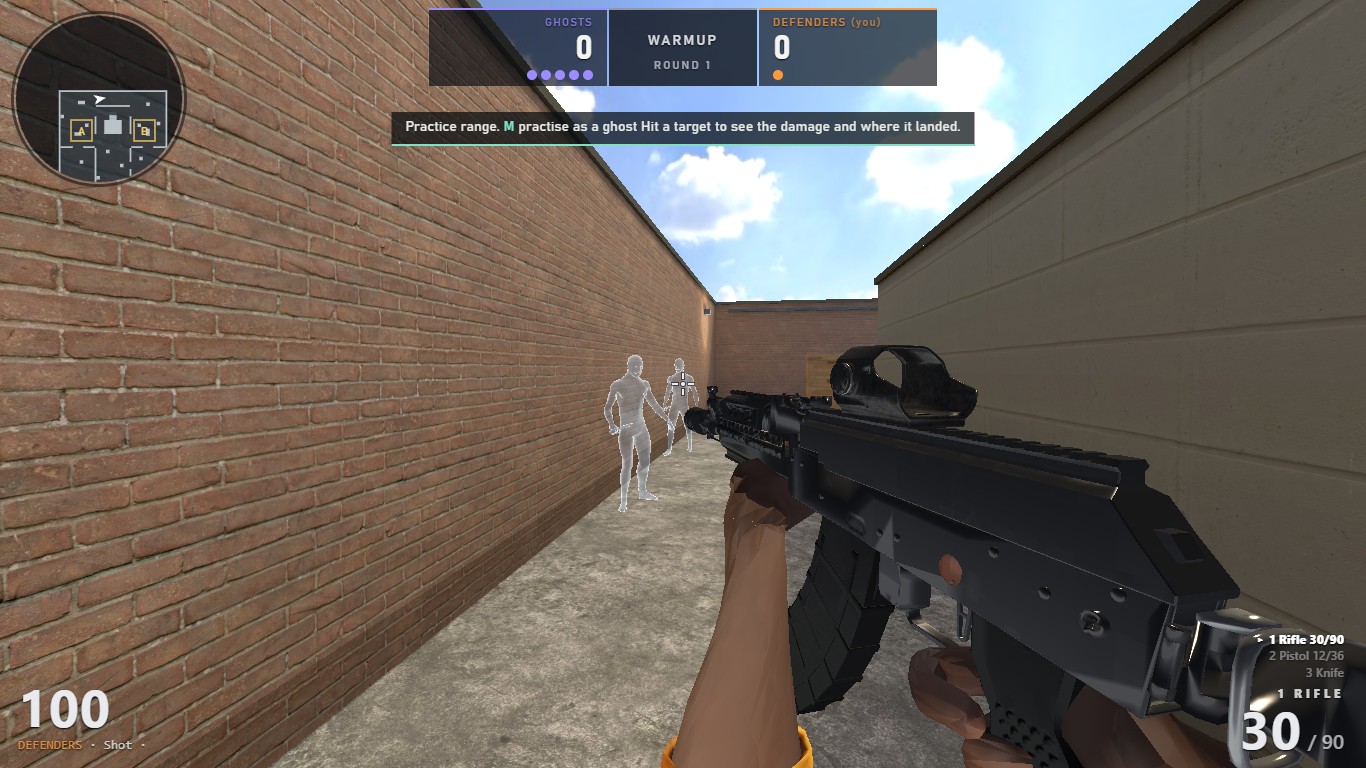 GHOSTS
0
WARMUP
ROUND 1
DEFENDERS (you)
0
Practice range. M practise as a ghost Hit a target to see the damage and where it landed.
A
B
1 Rifle 30/90
2 Pistol 12/36
3 Knife
1 RIFLE
30 / 90
100
DEFENDERS · Shot ·